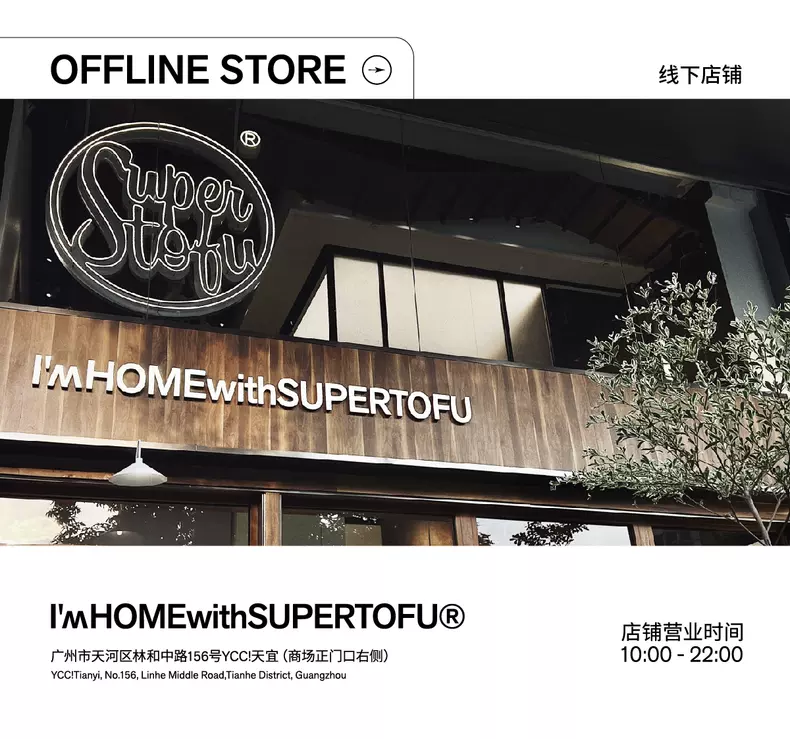 OFFLINE STORE
线下店铺
Super
Stofu
®
I'mHOMEwithSUPERTOFU
I'mHOMEwithSUPERTOFU®
广州市天河区林和中路156号YCC!天宜（商场正门口右侧）
YCC!Tianyi, No.156, Linhe Middle Road,Tianhe District, Guangzhou
店铺营业时间
10:00 - 22:00